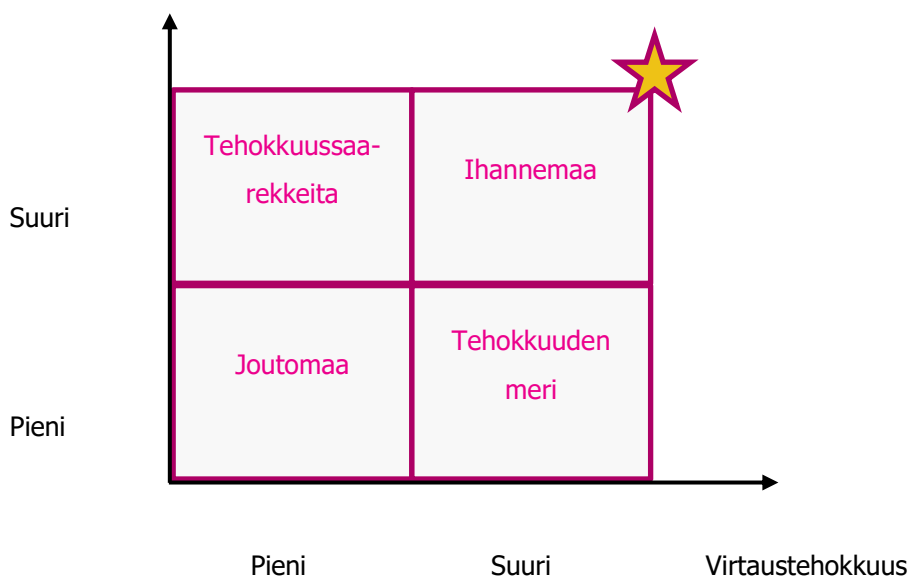 Tehokkuussaa-
rekkeita
Ihannemaa
Suuri
Joutomaa
Tehokkuuden
meri
Pieni
Pieni
Suuri
Virtaustehokkuus